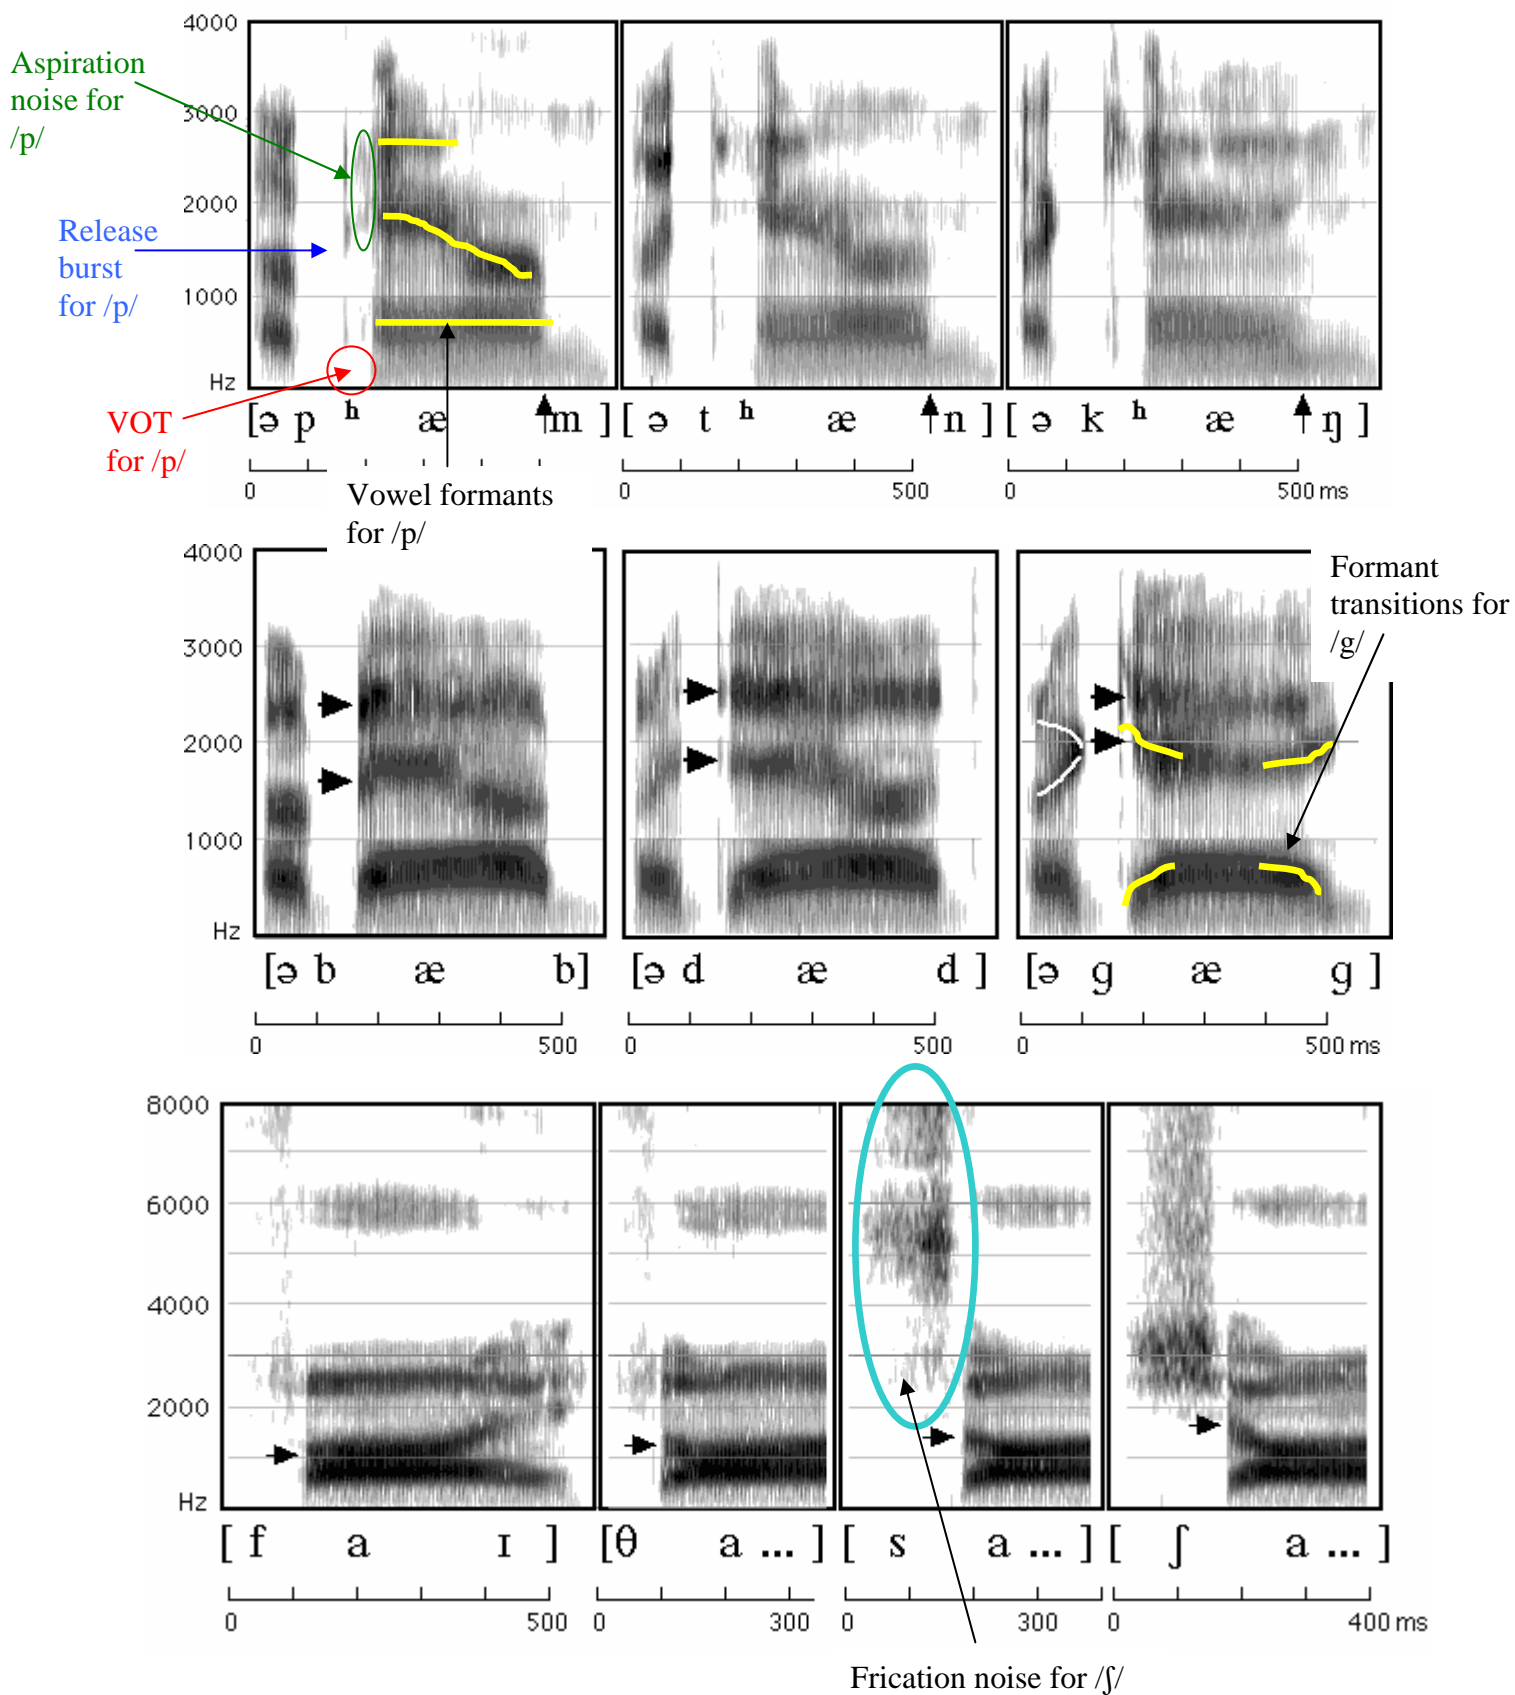 4000
3000
2000
1000
Hz
Aspiration
noise for
/p/
Release
burst
for /p/
VOT
for /p/
[ə p ʰ æ m ] [ ə t ʰ æ n ] [ ə k ʰ æ ŋ ]
0 0 500 0 500 ms
Vowel formants
for /p/
4000
3000
2000
1000
Hz
Formant
transitions for
/g/
[ə b æ b] [ə d æ d ] [ə g æ g ]
0 500 0 500 0 500 ms
8000
6000
4000
2000
Hz
[ f a ɪ ] [θ a ... ] [ s a ... ] [ ʃ a ... ]
0 500 0 300 0 300 0 400 ms
Frication noise for /ʃ/